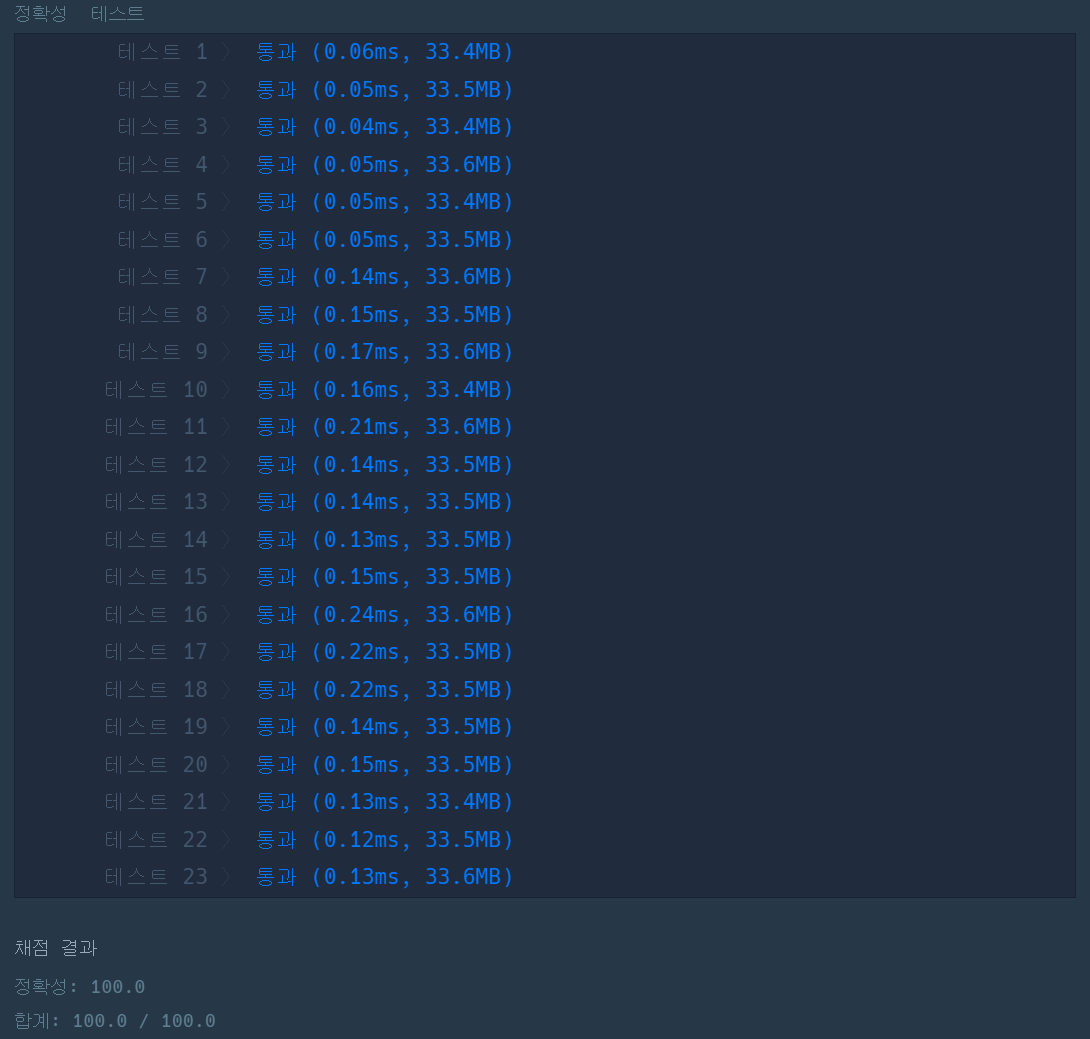 정확성 테스트
테스트 1 〉 통과 (0.06ms, 33.4MB)
테스트 2 〉 통과 (0.05ms, 33.5MB)
테스트 3 〉 통과 (0.04ms, 33.4MB)
테스트 4 〉 통과 (0.05ms, 33.6MB)
테스트 5 〉 통과 (0.05ms, 33.4MB)
테스트 6 〉 통과 (0.05ms, 33.5MB)
테스트 7 〉 통과 (0.14ms, 33.6MB)
테스트 8 〉 통과 (0.15ms, 33.5MB)
테스트 9 〉 통과 (0.17ms, 33.6MB)
테스트 10 〉 통과 (0.16ms, 33.4MB)
테스트 11 〉 통과 (0.21ms, 33.6MB)
테스트 12 〉 통과 (0.14ms, 33.5MB)
테스트 13 〉 통과 (0.14ms, 33.5MB)
테스트 14 〉 통과 (0.13ms, 33.5MB)
테스트 15 〉 통과 (0.15ms, 33.5MB)
테스트 16 〉 통과 (0.24ms, 33.6MB)
테스트 17 〉 통과 (0.22ms, 33.5MB)
테스트 18 〉 통과 (0.22ms, 33.5MB)
테스트 19 〉 통과 (0.14ms, 33.5MB)
테스트 20 〉 통과 (0.15ms, 33.5MB)
테스트 21 〉 통과 (0.13ms, 33.4MB)
테스트 22 〉 통과 (0.12ms, 33.5MB)
테스트 23 〉 통과 (0.13ms, 33.6MB)
채점 결과
정확성: 100.0
합계: 100.0 / 100.0